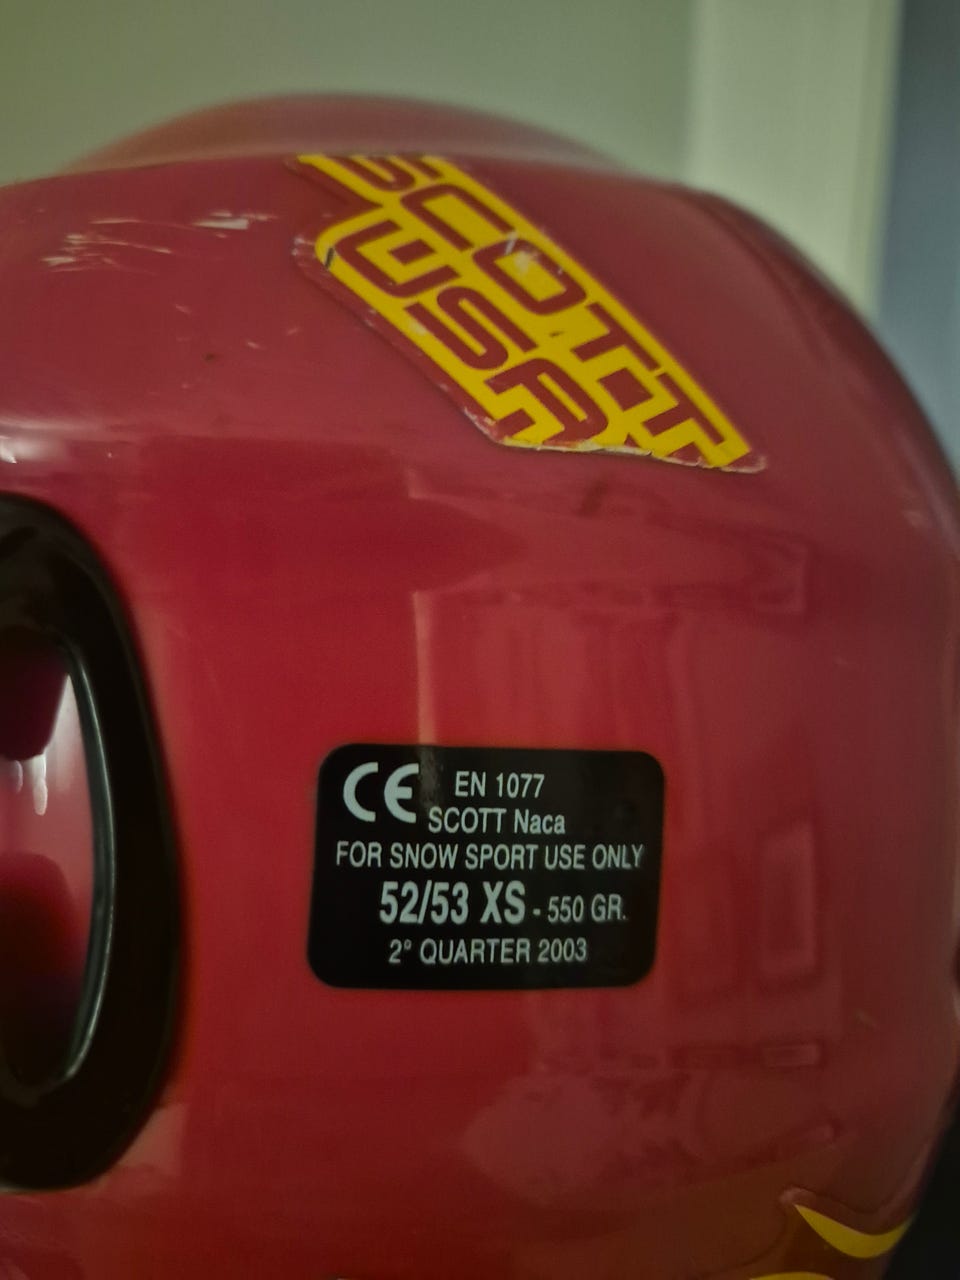 SCOTT
USA
CE EN 1077
SCOTT Naca
FOR SNOW SPORT USE ONLY
52/53 XS - 550 GR.
2° QUARTER 2003